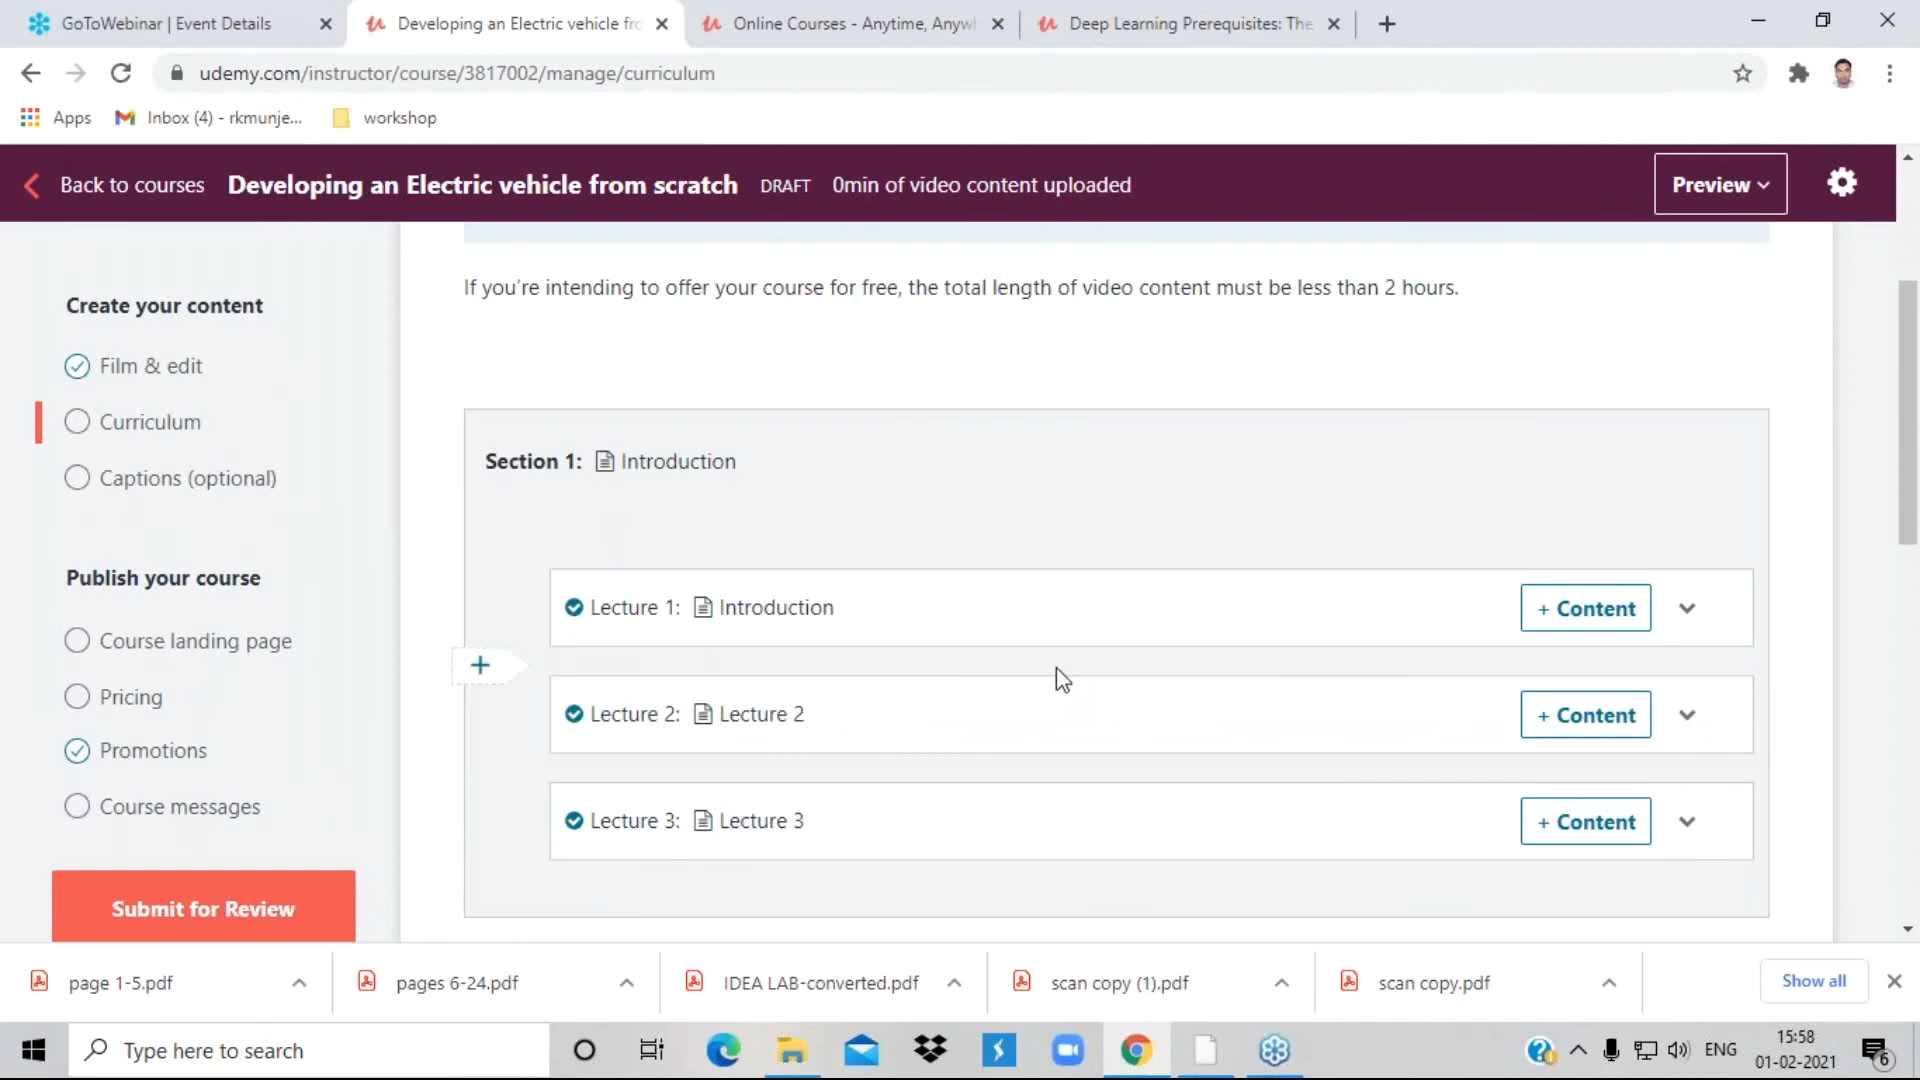 GoToWebinar | Event Details
Developing an Electric vehicle fro
Online Courses - Anytime, Anyw
Deep Learning Prerequisites: The
udemy.com/instructor/course/3817002/manage/curriculum
Apps
Inbox (4) - rkmunje...
workshop
Back to courses
Developing an Electric vehicle from scratch
DRAFT
0min of video content uploaded
Preview
If you're intending to offer your course for free, the total length of video content must be less than 2 hours.
Create your content
Film & edit
Curriculum
Captions (optional)
Publish your course
Course landing page
Pricing
Promotions
Course messages
Submit for Review
Section 1: Introduction
Lecture 1: Introduction
+ Content
Lecture 2: Lecture 2
+ Content
Lecture 3: Lecture 3
+ Content
page 1-5.pdf
pages 6-24.pdf
IDEA LAB-converted.pdf
scan copy (1).pdf
scan copy.pdf
Show all
Type here to search
ENG
15:58
01-02-2021
6